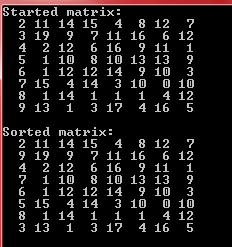 Started matrix:
2 11 14 15 4 8 12 7
3 19 9 7 11 16 6 12
4 2 12 6 16 9 11 1
5 1 10 8 10 13 13 9
6 1 12 12 14 9 10 3
7 15 4 14 3 10 0 10
8 1 14 1 1 1 4 12
9 13 1 3 17 4 16 5
Sorted matrix:
2 11 14 15 4 8 12 7
9 19 9 7 11 16 6 12
4 2 12 6 16 9 11 1
7 1 10 8 10 13 13 9
6 1 12 12 14 9 10 3
5 15 4 14 3 10 0 10
8 1 14 1 1 1 4 12
3 13 1 3 17 4 16 5